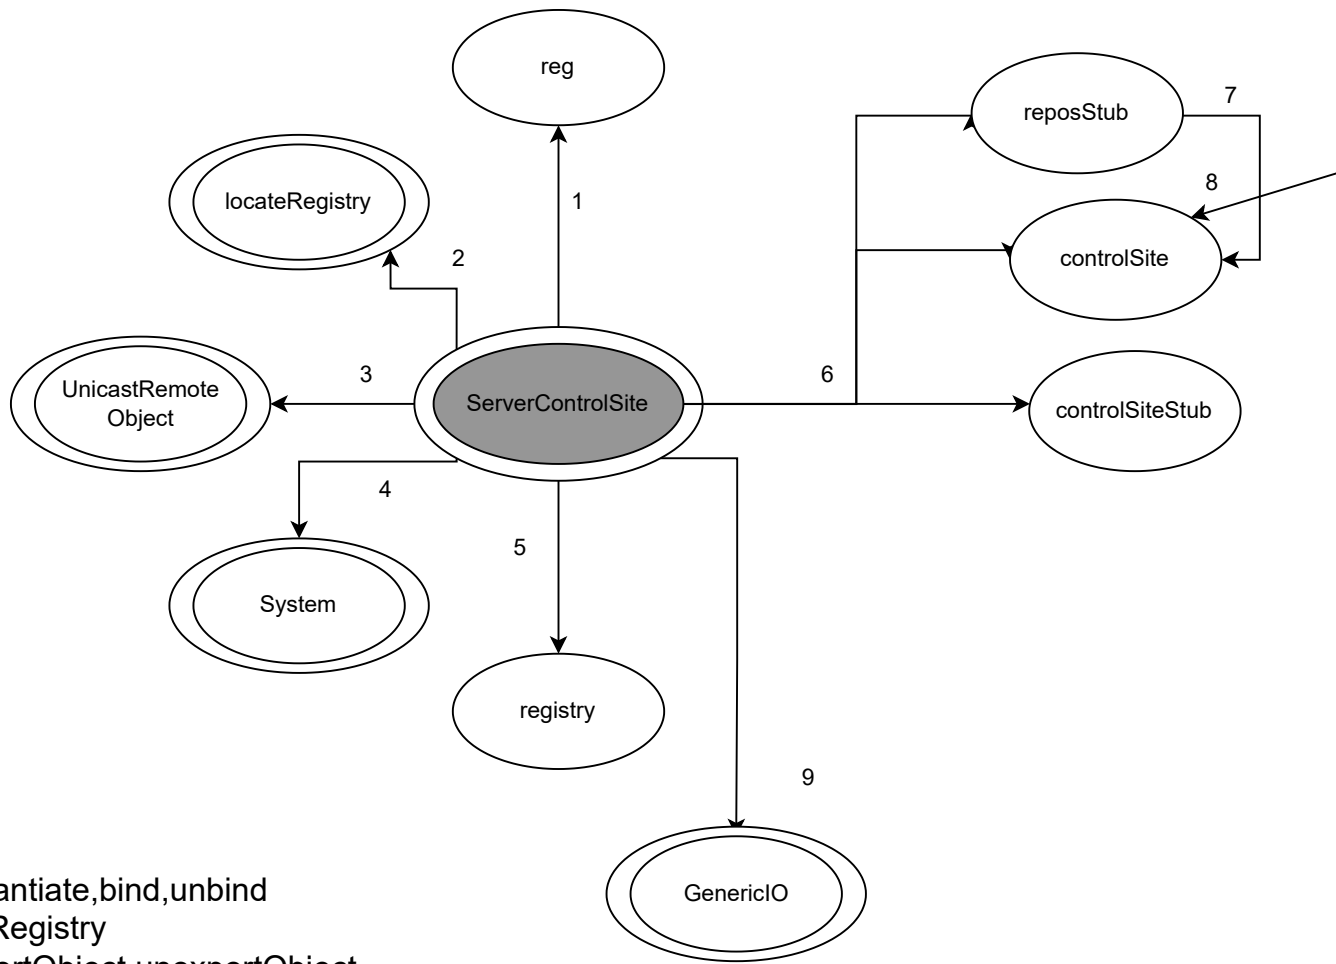 reg
reposStub
7
locateRegistry
1
8
2
controlSite
3
6
UnicastRemote
Object
ServerControlSite
controlSiteStub
4
5
System
registry
9
GenericIO
antiate,bind,unbind
Registry